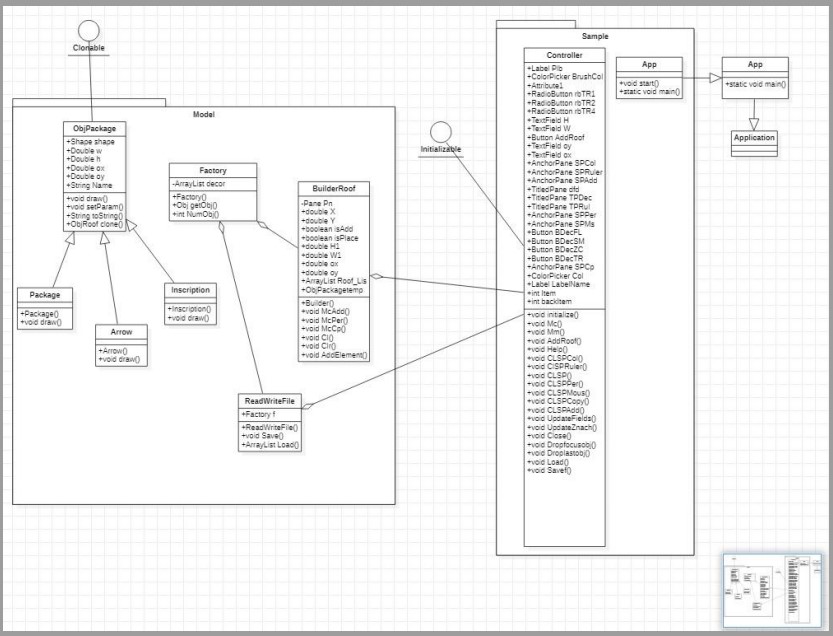 Clonable
Model
ObjPackage
+Shape shape
+Double w
+Double h
+Double ox
+Double oy
+String Name
+void draw()
+void setParam()
+String toString()
+ObjRoof clone()
Factory
-ArrayList decor
+Factory()
+Obj getObj()
+int NumObj()
BuilderRoof
-Pane Pn
+double X
+double Y
+boolean isAdd
+boolean isPlace
+double H1
+double W1
+double ox
+double oy
+ArrayList Roof_Lis
+ObjPackagetemp
+Builder()
+void McAdd()
+void McPer()
+void McCp()
+void Cl()
+void Clr()
+void AddElement()
Package
+Package()
+void draw()
Arrow
+Arrow()
+void draw()
Inscription
+Inscription()
+void draw()
ReadWriteFile
+Factory f
+ReadWriteFile()
+void Save()
+ArrayList Load()
Initializable
Sample
Controller
+Label Plb
+ColorPicker BrushCol
+Attribute1
+RadioButton rbTR1
+RadioButton rbTR2
+RadioButton rbTR4
+TextField H
+TextField W
+Button AddRoof
+TextField oy
+TextField ox
+AnchorPane SPCol
+AnchorPane SPRuler
+AnchorPane SPAdd
+TitledPane dfd
+TitledPane TPDec
+TitledPane TPRul
+AnchorPane SPPer
+AnchorPane SPMs
+Button BDecFL
+Button BDecSM
+Button BDecZC
+Button BDecTR
+AnchorPane SPCp
+ColorPicker Col
+Label LabelName
+int Item
+int backItem
+void initialize()
+void Mc()
+void Mm()
+void AddRoof()
+void Help()
+void CLSPCol()
+void ClSPRuler()
+void CLSP()
+void CLSPPer()
+void CLSPMous()
+void CLSPCopy()
+void CLSPAdd()
+void UpdateFields()
+void UpdateZnach()
+void Close()
+void Dropfocusobj()
+void Droplastobj()
+void Load()
+void Savef()
App
+void start()
+static void main()
App
+static void main()
Application